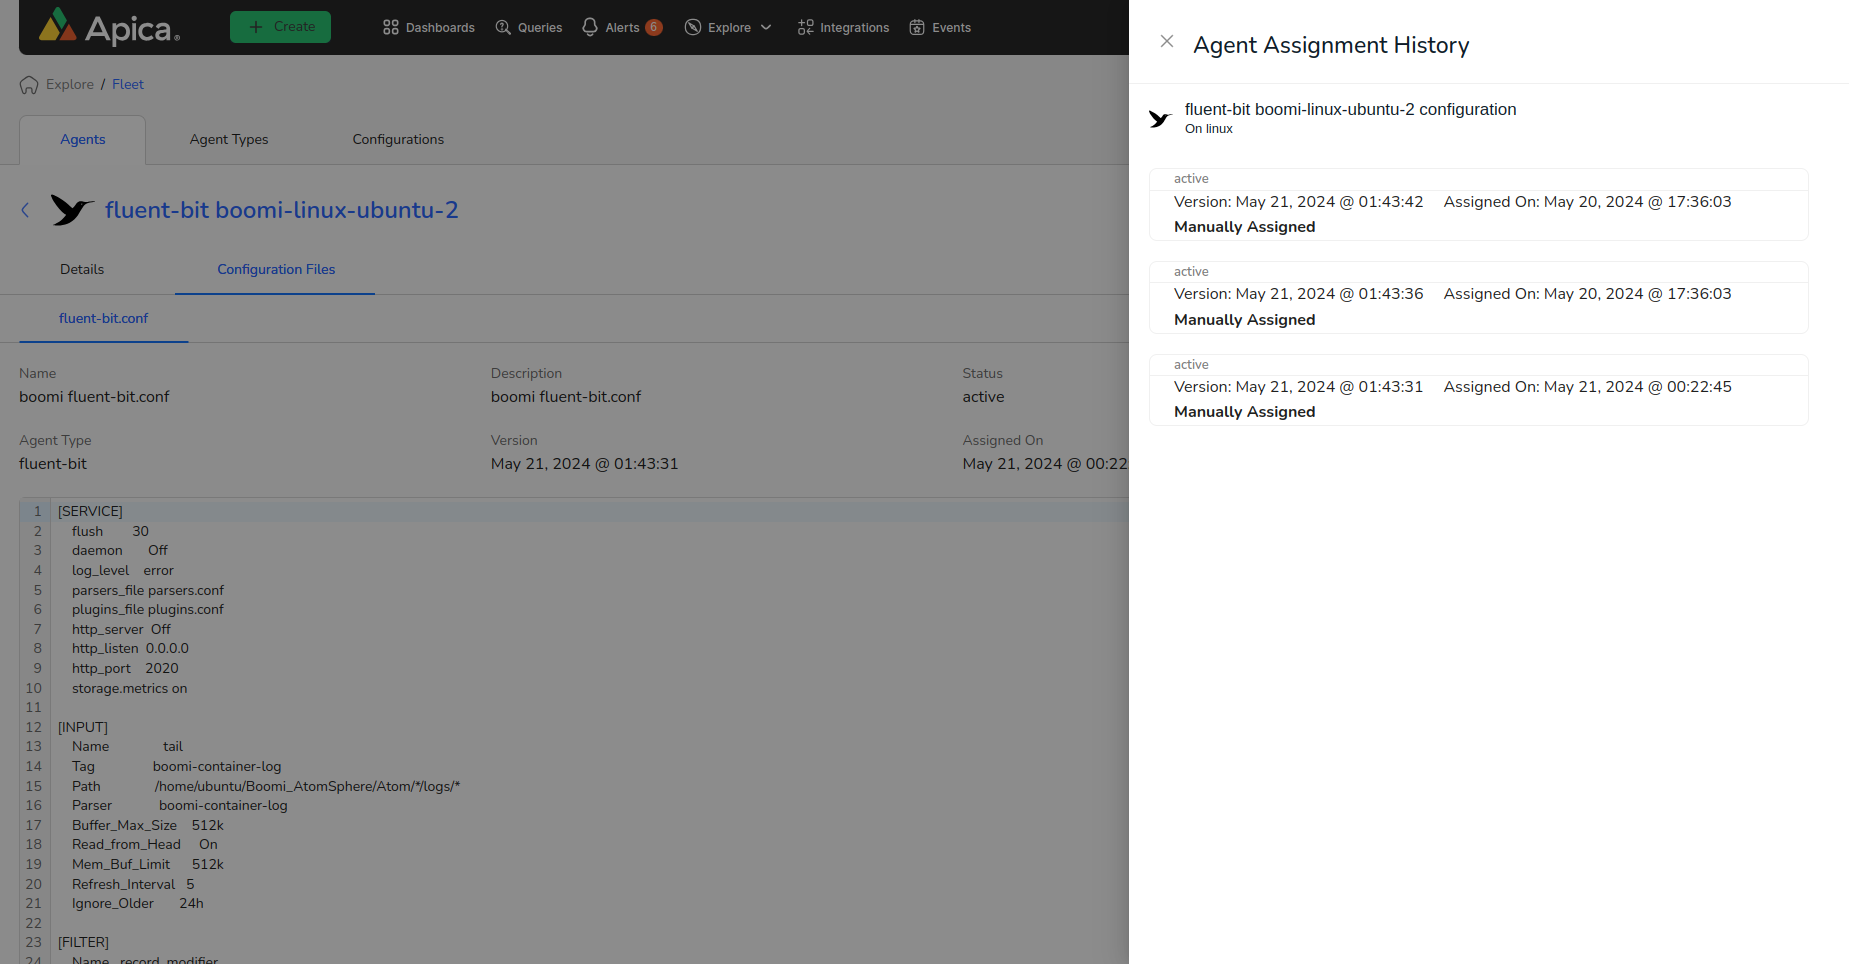 Apica
+ Create
Dashboards
Queries
Alerts 6
Explore
Integrations
Events
Explore / Fleet
Agents
Agent Types
Configurations
fluent-bit boomi-linux-ubuntu-2
Details
Configuration Files
fluent-bit.conf
Name
Description
Status
boomi fluent-bit.conf
boomi fluent-bit.conf
active
Agent Type
Version
Assigned On
fluent-bit
May 21, 2024 @ 01:43:31
May 21, 2024 @ 00:22
1 [SERVICE]
2 flush 30
3 daemon Off
4 log_level error
5 parsers_file parsers.conf
6 plugins_file plugins.conf
7 http_server Off
8 http_listen 0.0.0.0
9 http_port 2020
10 storage.metrics on
11
12 [INPUT]
13 Name tail
14 Tag boomi-container-log
15 Path /home/ubuntu/Boomi_AtomSphere/Atom/*/logs/*
16 Parser boomi-container-log
17 Buffer_Max_Size 512k
18 Read_from_Head On
19 Mem_Buf_Limit 512k
20 Refresh_Interval 5
21 Ignore_Older 24h
22
23 [FILTER]
24 Name record_modifier
Agent Assignment History
fluent-bit boomi-linux-ubuntu-2 configuration
On linux
active
Version: May 21, 2024 @ 01:43:42 Assigned On: May 20, 2024 @ 17:36:03
Manually Assigned
active
Version: May 21, 2024 @ 01:43:36 Assigned On: May 20, 2024 @ 17:36:03
Manually Assigned
active
Version: May 21, 2024 @ 01:43:31 Assigned On: May 21, 2024 @ 00:22:45
Manually Assigned